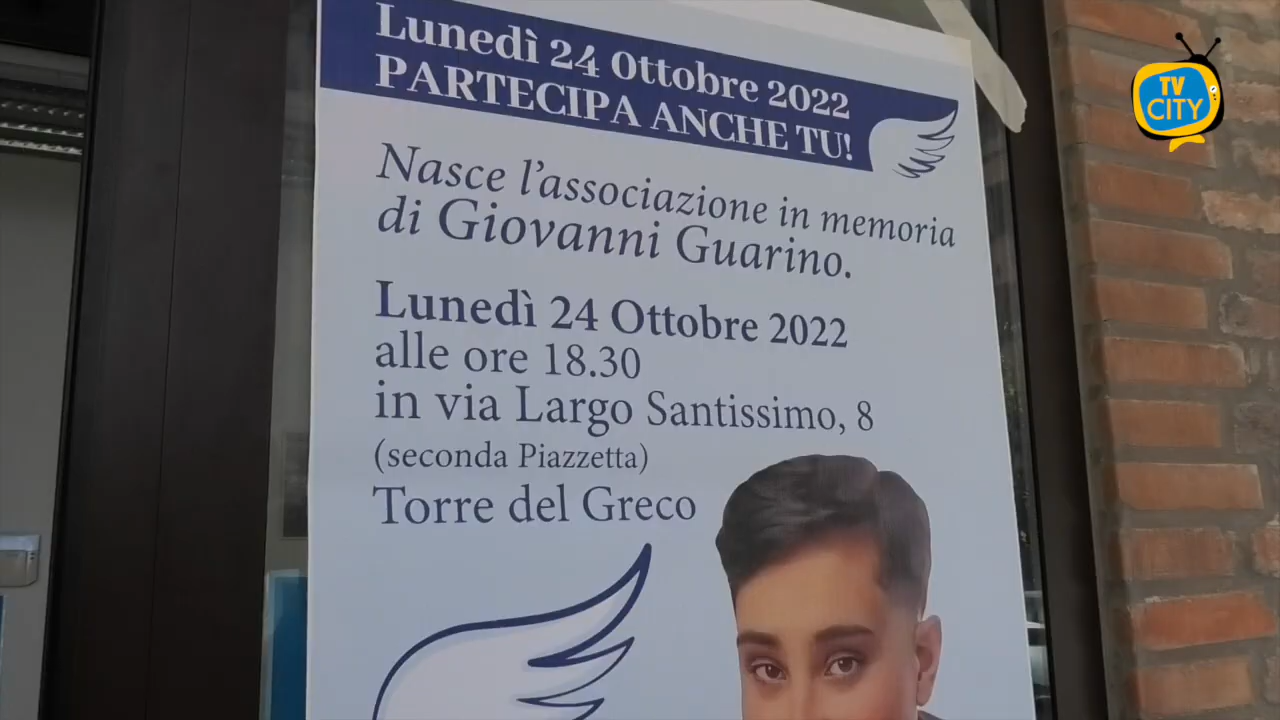 Lunedì 24 Ottobre 2022
PARTECIPA ANCHE TU!
Nasce l'associazione in memoria
di Giovanni Guarino.
Lunedì 24 Ottobre 2022
alle ore 18.30
in via Largo Santissimo, 8
(seconda Piazzetta)
Torre del Greco
TV
CITY